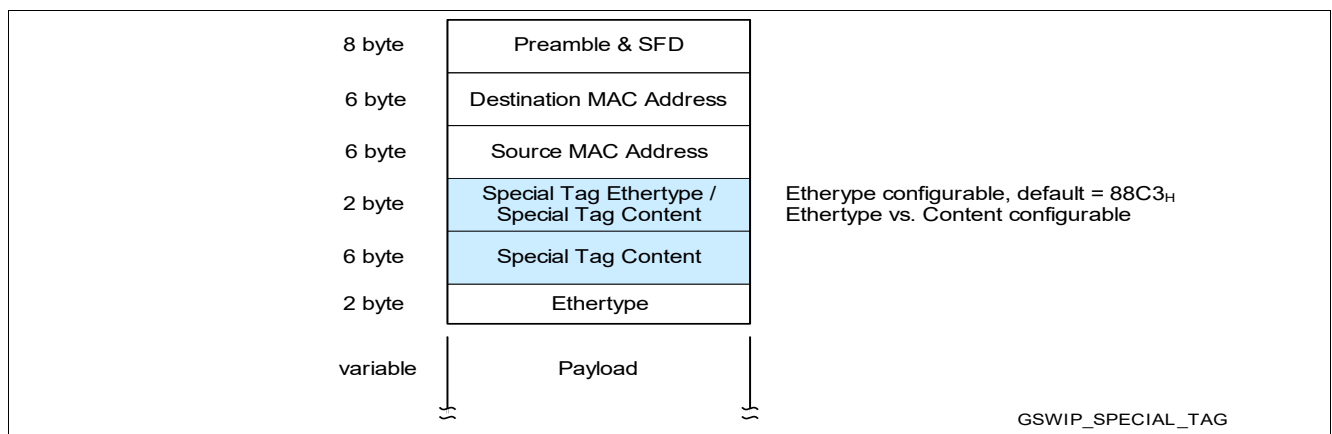 8 byte Preamble & SFD
6 byte Destination MAC Address
6 byte Source MAC Address
2 byte Special Tag Ethertype /
Special Tag Content
Etherype configurable, default = 88C3H
Ethertype vs. Content configurable
6 byte Special Tag Content
2 byte Ethertype
variable Payload
GSWIP_SPECIAL_TAG